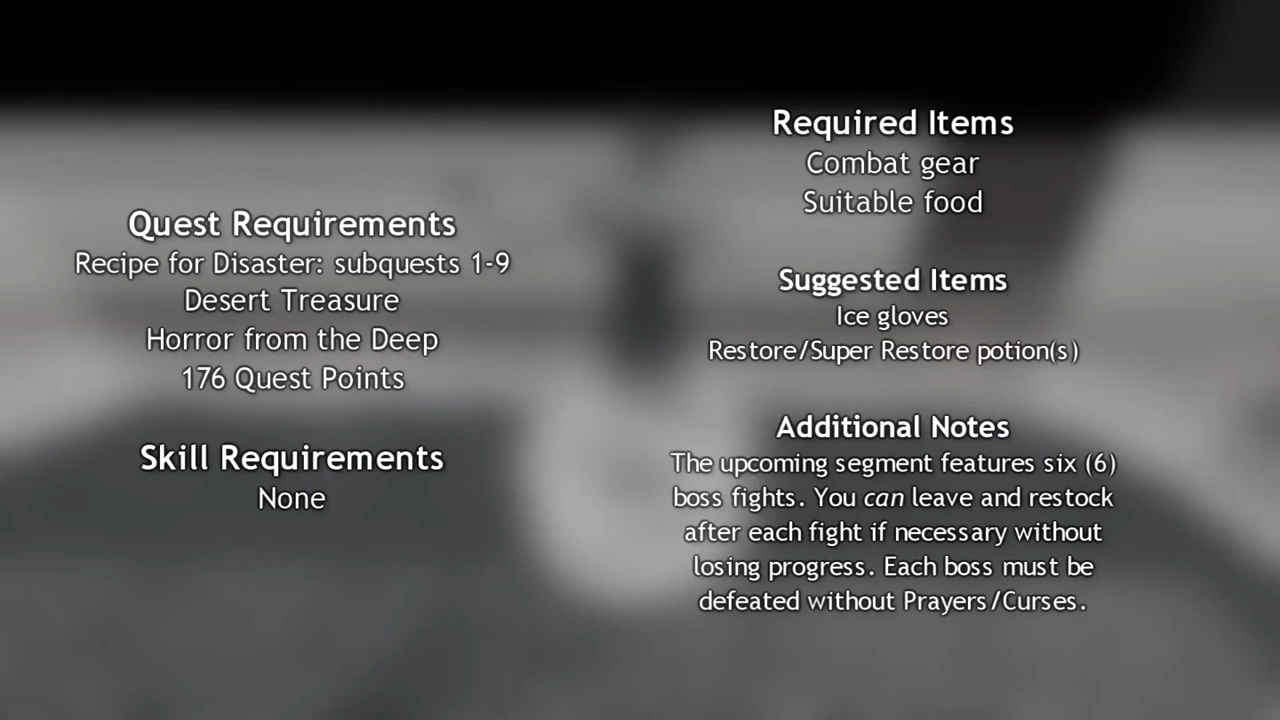 Quest Requirements
Recipe for Disaster: subquests 1-9
Desert Treasure
Horror from the Deep
176 Quest Points
Skill Requirements
None
Required Items
Combat gear
Suitable food
Suggested Items
Ice gloves
Restore/Super Restore potion(s)
Additional Notes
The upcoming segment features six (6)
boss fights. You can leave and restock
after each fight if necessary without
losing progress. Each boss must be
defeated without Prayers/Curses.